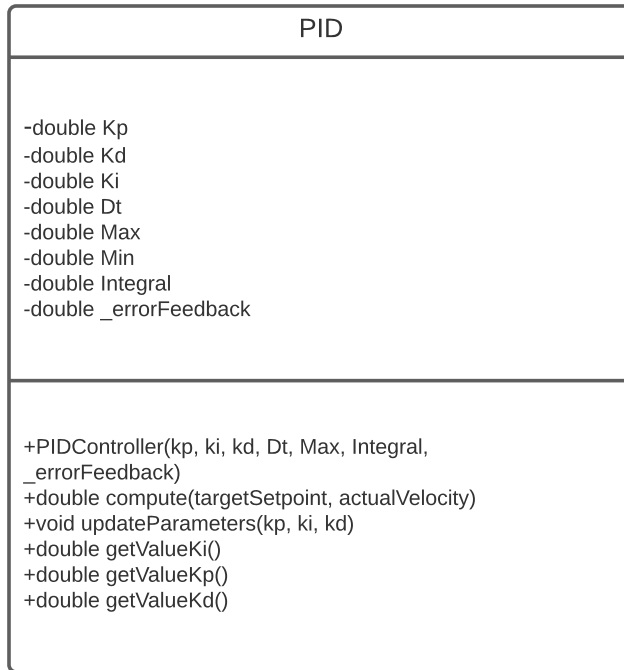 PID
-double Kp
-double Kd
-double Ki
-double Dt
-double Max
-double Min
-double Integral
-double _errorFeedback
+PIDController(kp, ki, kd, Dt, Max, Integral,
_errorFeedback)
+double compute(targetSetpoint, actualVelocity)
+void updateParameters(kp, ki, kd)
+double getValueKi()
+double getValueKp()
+double getValueKd()